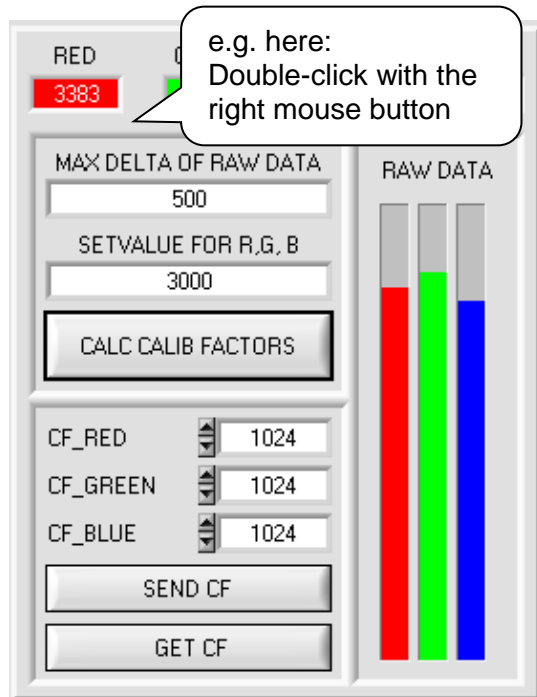 RED
e.g. here:
Double-click with the
right mouse button
3383
MAX DELTA OF RAW DATA
500
SETVALUE FOR R,G, B
3000
CALC CALIB FACTORS
RAW DATA
CF_RED 1024
CF_GREEN 1024
CF_BLUE 1024
SEND CF
GET CF